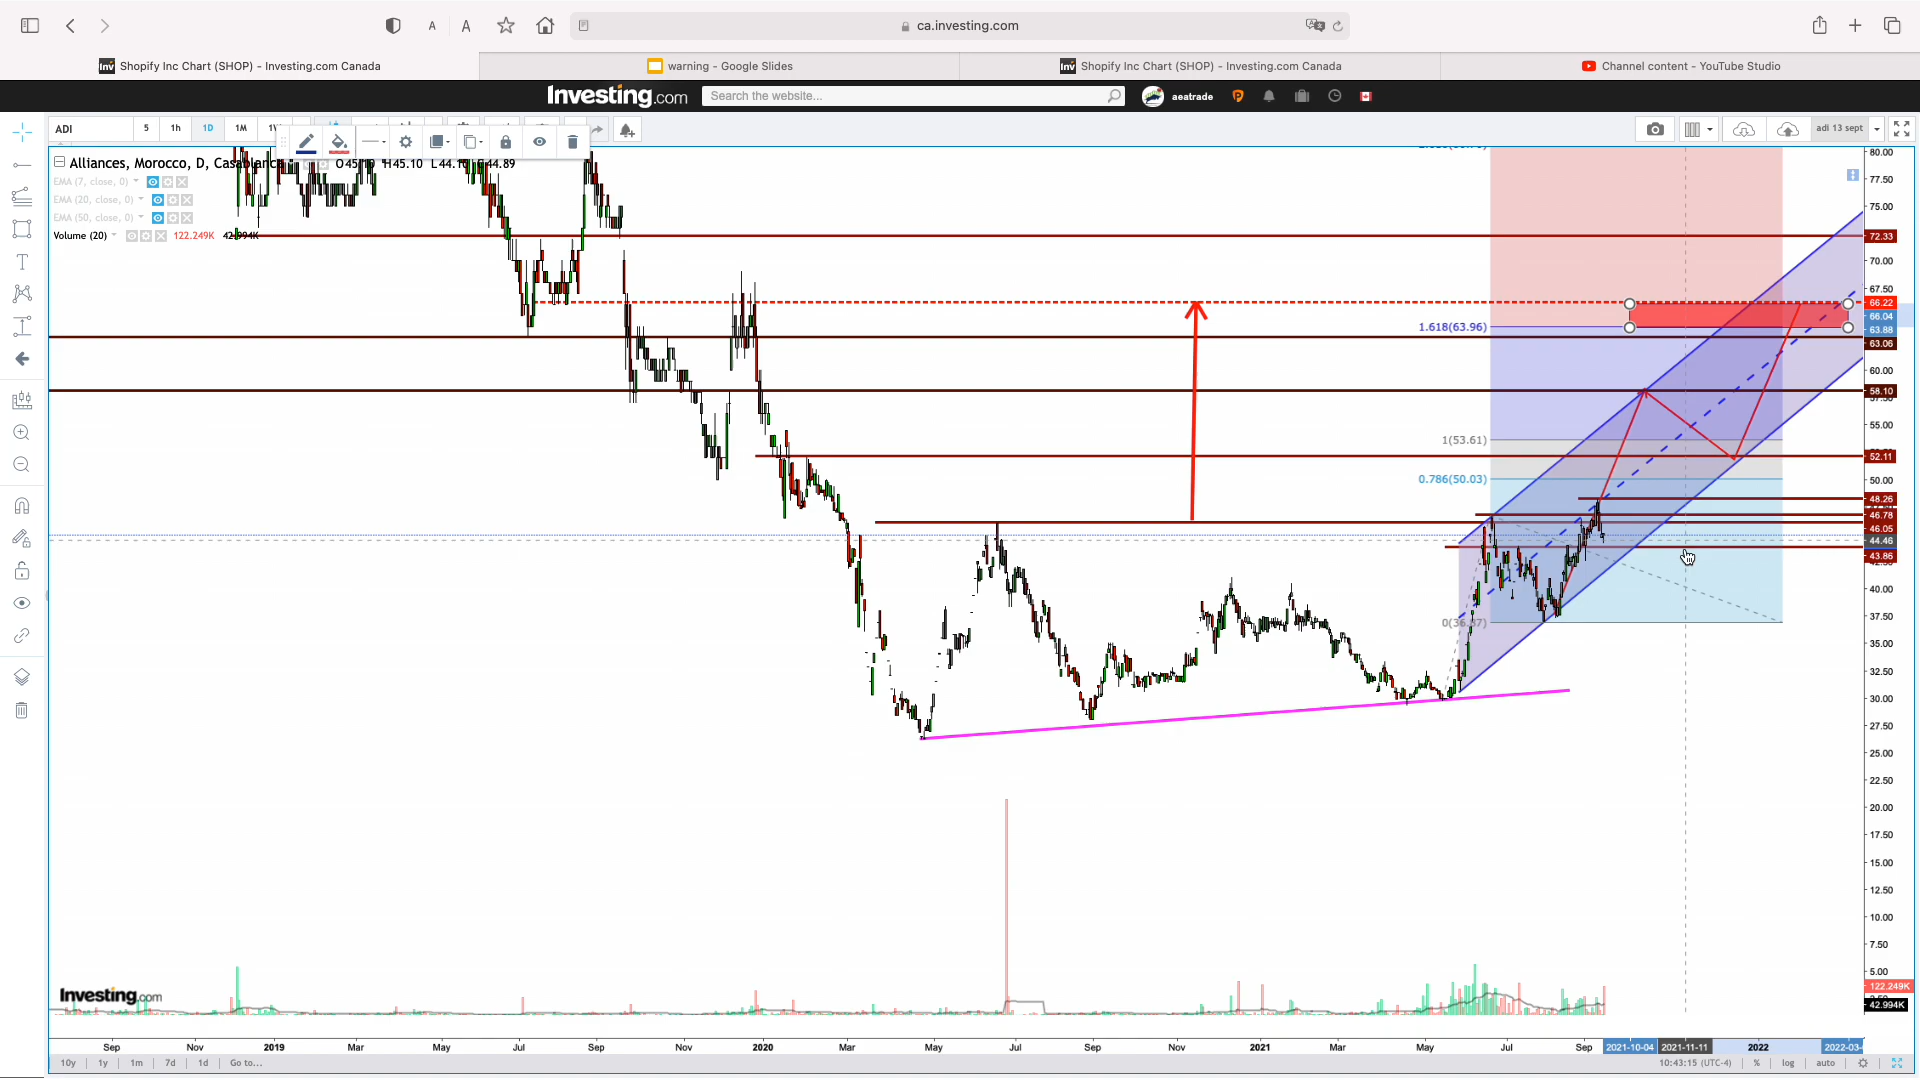 A A ca.investing.com
Shopify Inc Chart (SHOP) - Investing.com Canada
warning - Google Slides
Shopify Inc Chart (SHOP) - Investing.com Canada
Channel content - YouTube Studio
Investing.com Search the website... aeatrade
ADI 5 1h 1D 1M adi 13 sept
Alliances, Morocco, D, Casablanca H45.10
EMA (7, close, 0)
EMA (20, close, 0)
EMA (50, close, 0)
Volume (20) 122.249K 42.994K
1.618(63.96)
1(53.61)
0.786(50.03)
80.00
77.50
75.00
72.33
70.00
67.50
66.22
66.04
63.88
63.06
60.00
58.10
55.00
52.11
50.00
48.26
46.78
46.05
44.46
43.86
40.00
37.50
35.00
32.50
30.00
27.50
25.00
22.50
20.00
17.50
15.00
12.50
10.00
7.50
5.00
122.249K
42.994K
Investing.com
Sep Nov 2019 Mar May Jul Sep Nov 2020 Mar May Jul Sep Nov 2021 Mar May Jul Sep 2021-10-04 2021-11-11 2022 2022-03-
10y 1y 1m 7d 1d Go to... 10:43:15 (UTC-4) % log auto